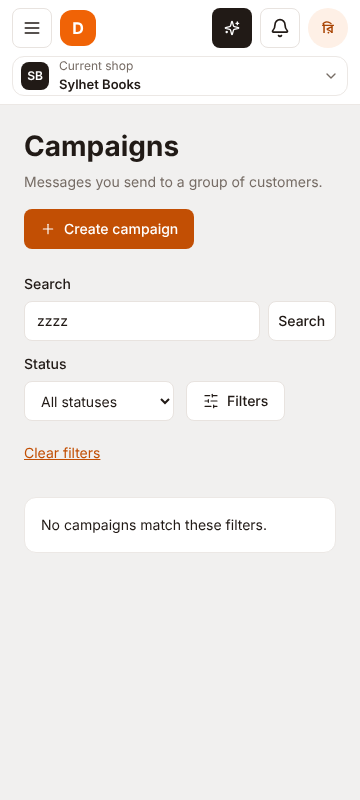 D
রি
SB
Current shop
Sylhet Books
Campaigns
Messages you send to a group of customers.
Create campaign
Search
zzzz
Search
Status
All statuses
Filters
Clear filters
No campaigns match these filters.